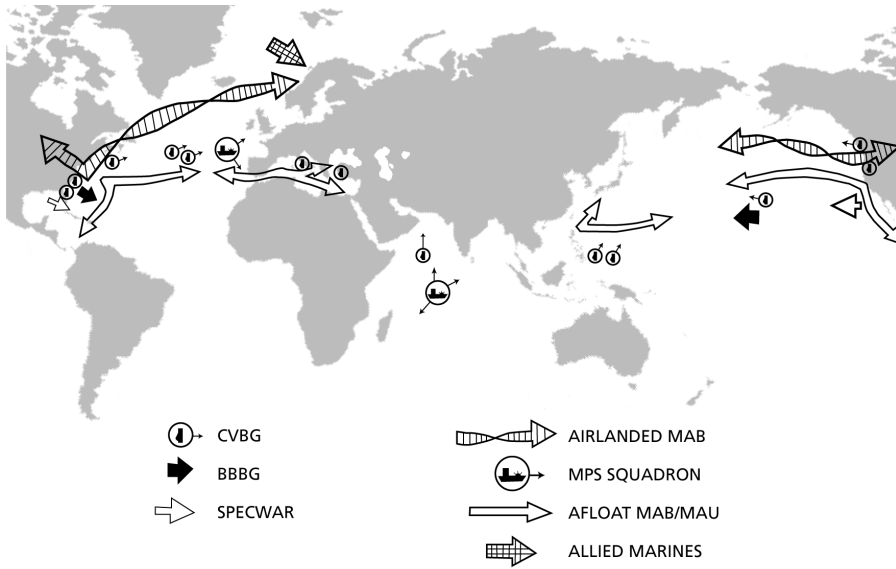 CVBG
BBBG
SPECWAR
AIRLANDED MAB
MPS SQUADRON
AFLOAT MAB/MAU
ALLIED MARINES